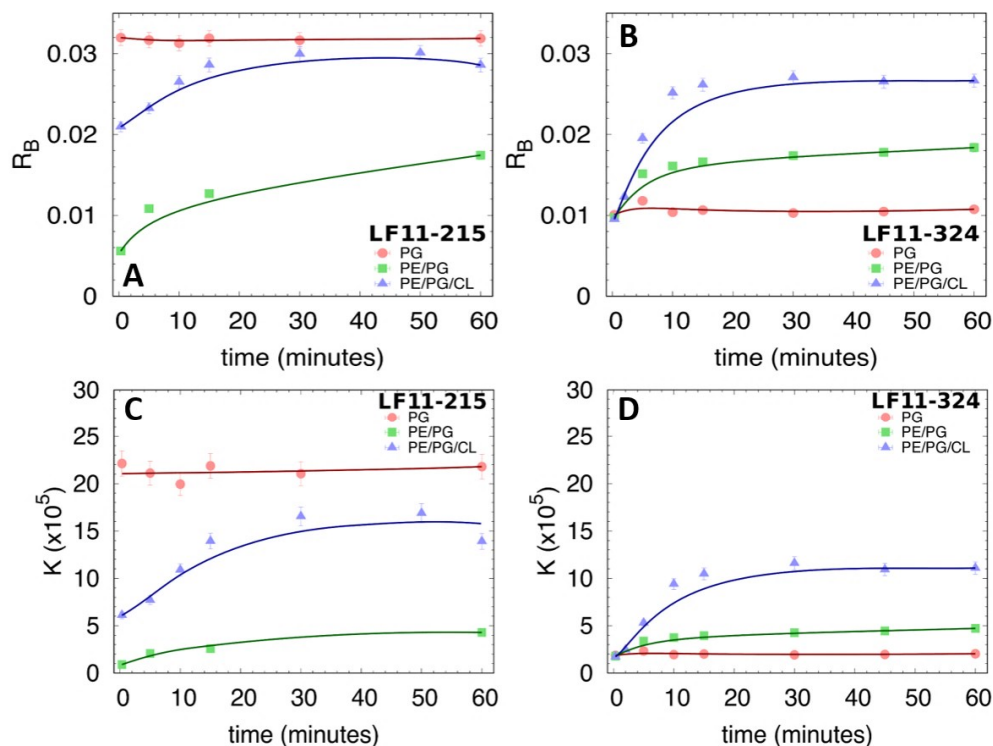 A
R_B
0.03
0.02
0.01
0
LF11-215
PG
PE/PG
PE/PG/CL
0 10 20 30 40 50 60
time (minutes)
B
R_B
0.03
0.02
0.01
0
LF11-324
PG
PE/PG
PE/PG/CL
0 10 20 30 40 50 60
time (minutes)
C
K (x10^5)
30
25
20
15
10
5
0
LF11-215
PG
PE/PG
PE/PG/CL
0 10 20 30 40 50 60
time (minutes)
D
K (x10^5)
30
25
20
15
10
5
0
LF11-324
PG
PE/PG
PE/PG/CL
0 10 20 30 40 50 60
time (minutes)